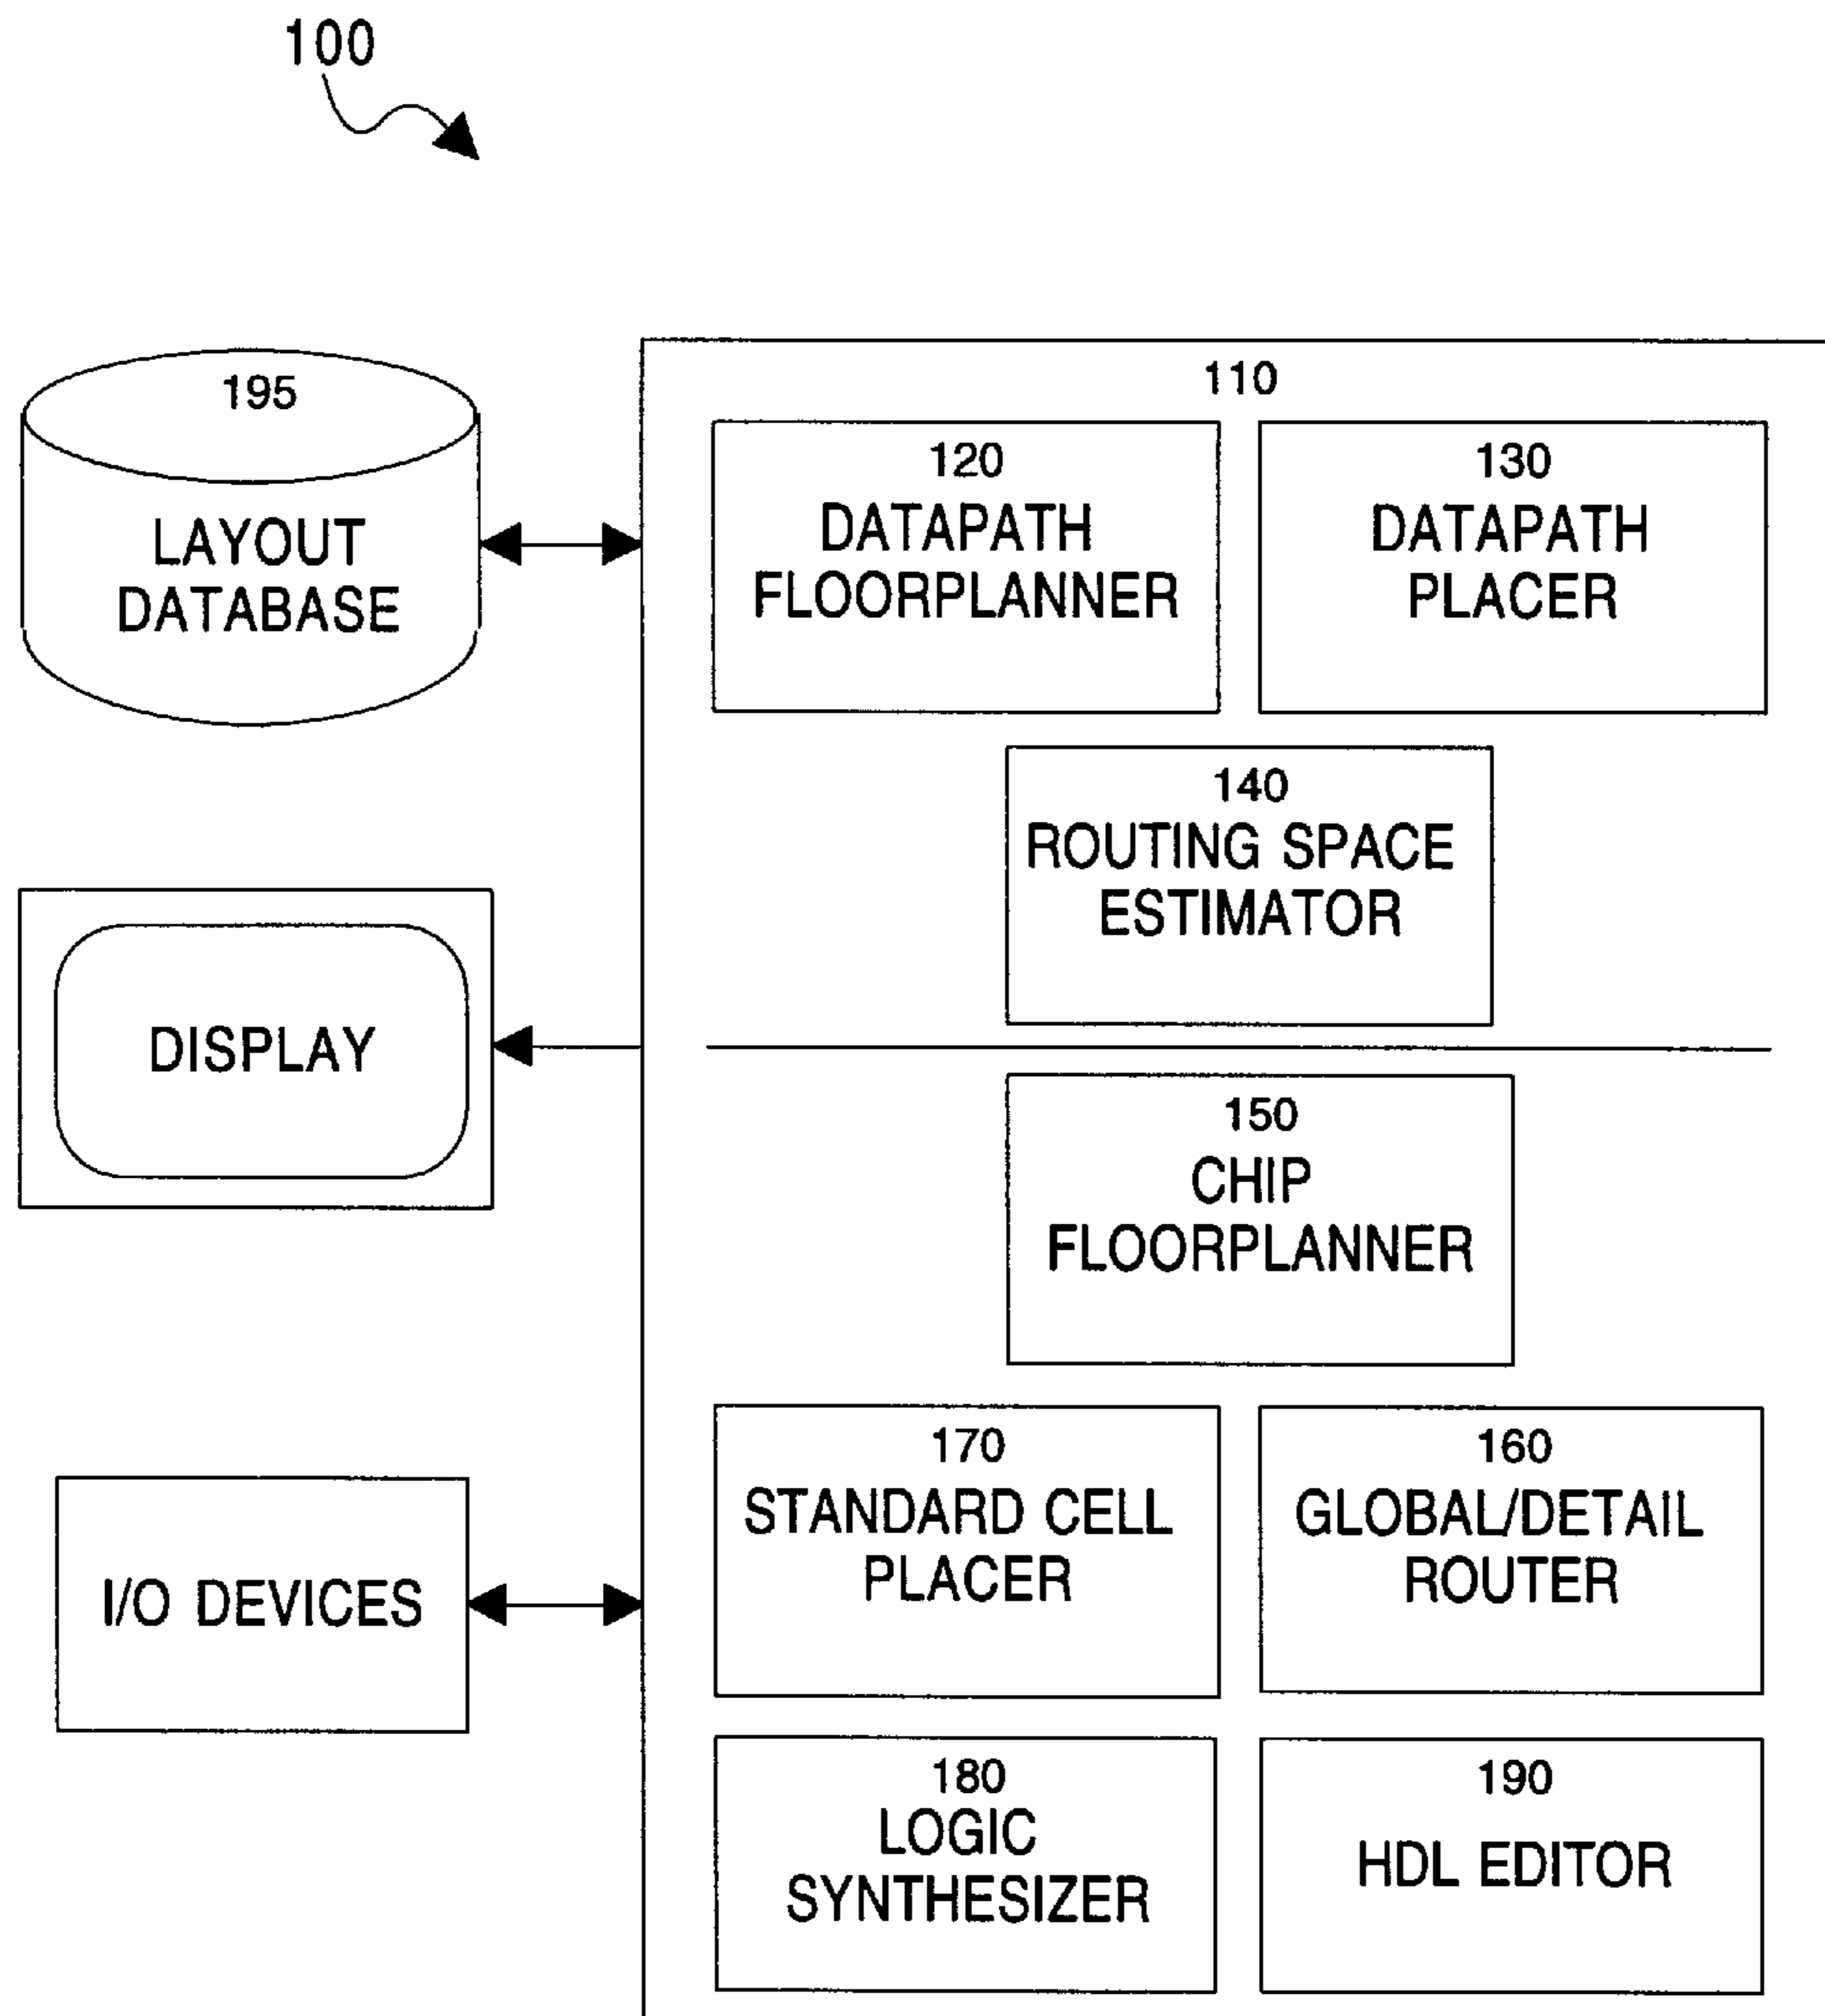 100
195
LAYOUT
DATABASE
DISPLAY
I/O DEVICES
110
120
DATAPATH
FLOORPLANNER
130
DATAPATH
PLACER
140
ROUTING SPACE
ESTIMATOR
150
CHIP
FLOORPLANNER
170
STANDARD CELL
PLACER
160
GLOBAL/DETAIL
ROUTER
180
LOGIC
SYNTHESIZER
190
HDL EDITOR